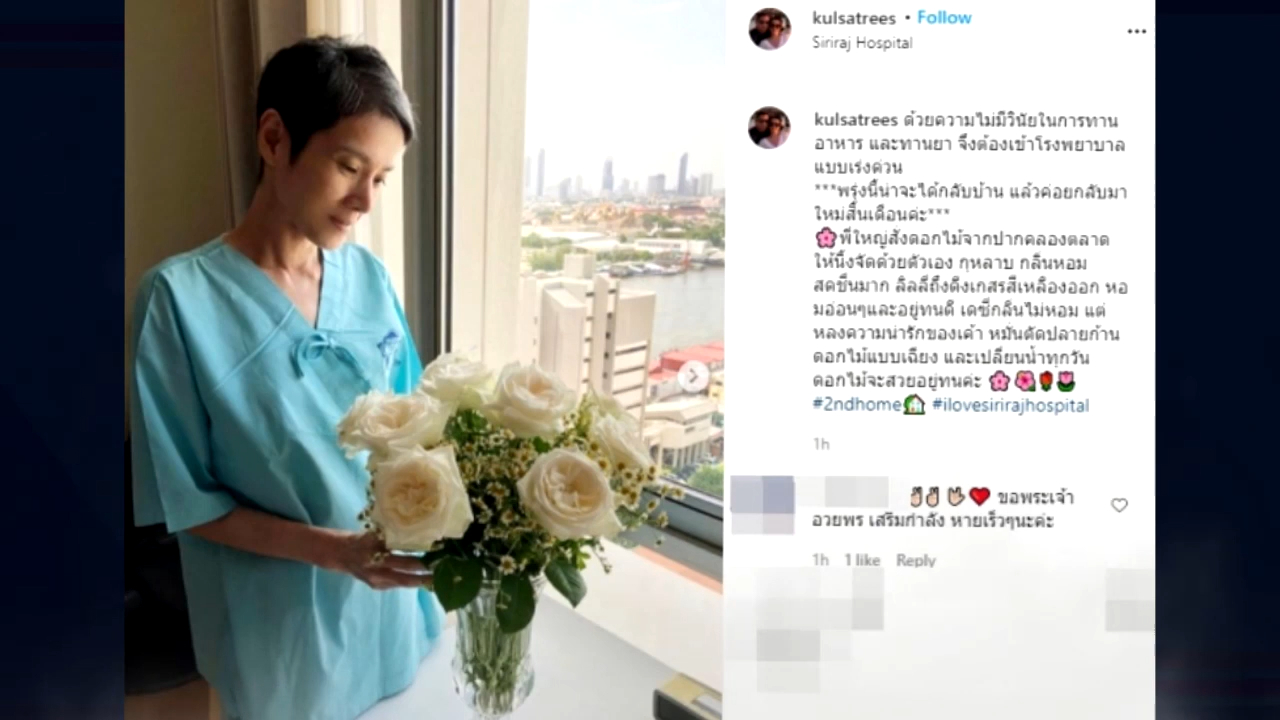 kulsatrees • Follow
Siriraj Hospital
kulsatrees ด้วยความไม่มีวินัยในการทาน
อาหาร และทานยา จึงต้องเข้าโรงพยาบาล
แบบเร่งด่วน
***พรุ่งนี้น่าจะได้กลับบ้าน แล้วค่อยกลับมา
ใหม่สิ้นเดือนค่ะ***
🌸พี่ใหญ่สั่งดอกไม้จากปากคลองตลาด
ให้นิ้งจัดด้วยตัวเอง กุหลาบ กลิ่นหอม
สดชื่นมาก ลิลลี่ถึงดึงเกสรสีเหลืองออก หอ
มอ่อนๆและอยู่ทนดี เดซี่กลิ่นไม่หอม แต่
หลงความน่ารักของเค้า หมั่นตัดปลายก้าน
ดอกไม้แบบเฉียง และเปลี่ยนน้ำทุกวัน
ดอกไม้จะสวยอยู่ทนค่ะ 🌸🌺🌹🌷
#2ndhome🏡 #ilovesirirajhospital
1h
ขอพระเจ้า
อวยพร เสริมกำลัง หายเร็วๆนะค่ะ
1h 1 like Reply